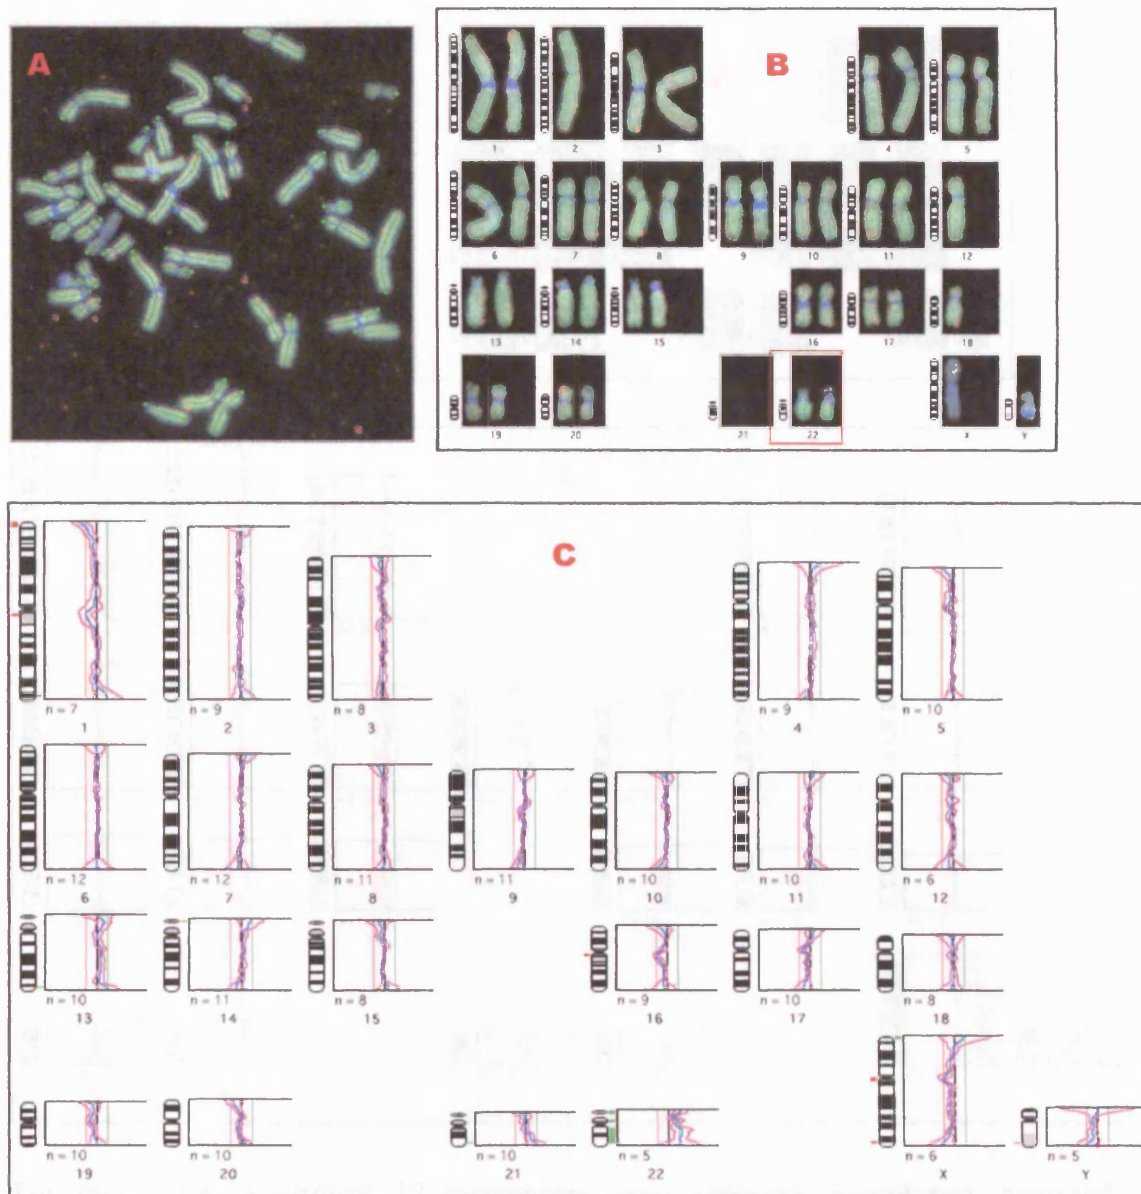 A
B
1 2 3 4 5
6 7 8 9 10 11 12
13 14 15 16 17 18
19 20 21 22 X Y
C
n = 7 n = 9 n = 8 n = 9 n = 10
1 2 3 4 5
n = 12 n = 12 n = 11 n = 11 n = 10 n = 10 n = 6
6 7 8 9 10 11 12
n = 10 n = 11 n = 8 n = 9 n = 10 n = 8
13 14 15 16 17 18
n = 10 n = 10 n = 10 n = 5 n = 6 n = 5
19 20 21 22 X Y